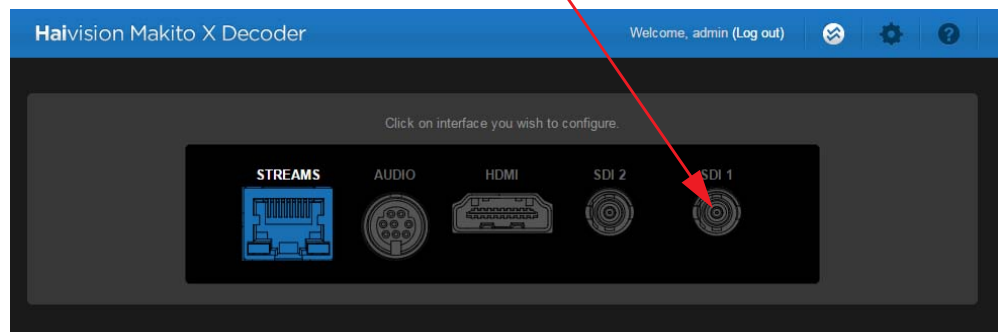 Haivision Makito X Decoder Welcome, admin (Log out) ?
Click on interface you wish to configure.
STREAMS AUDIO HDMI SDI 2 SDI 1